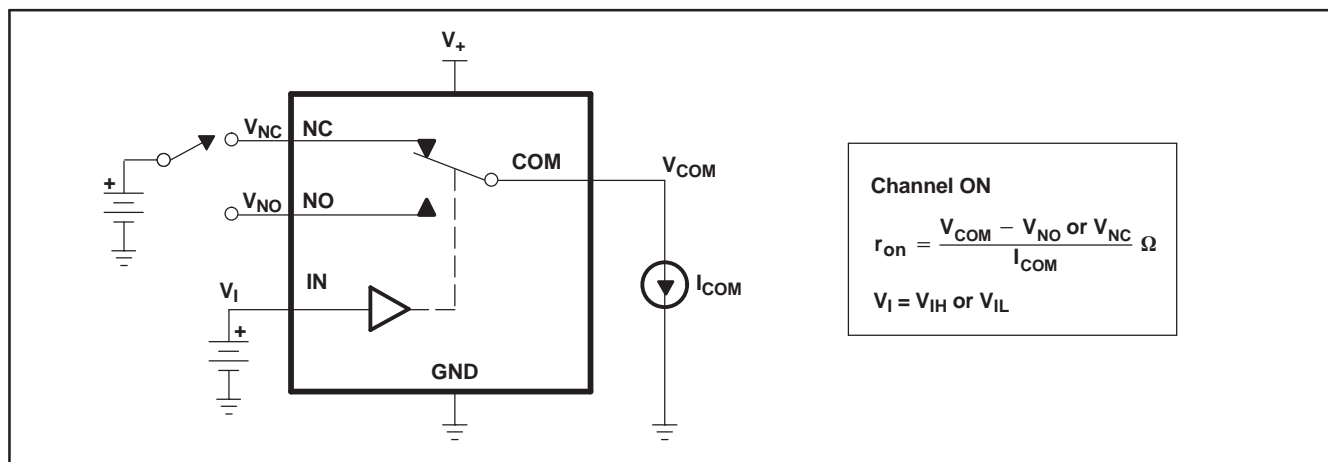 V+
VNC NC
COM
VCOM
+
VNO NO
VI IN
ICOM
+
GND
Channel ON
ron = VCOM − VNO or VNC / ICOM Ω
VI = VIH or VIL